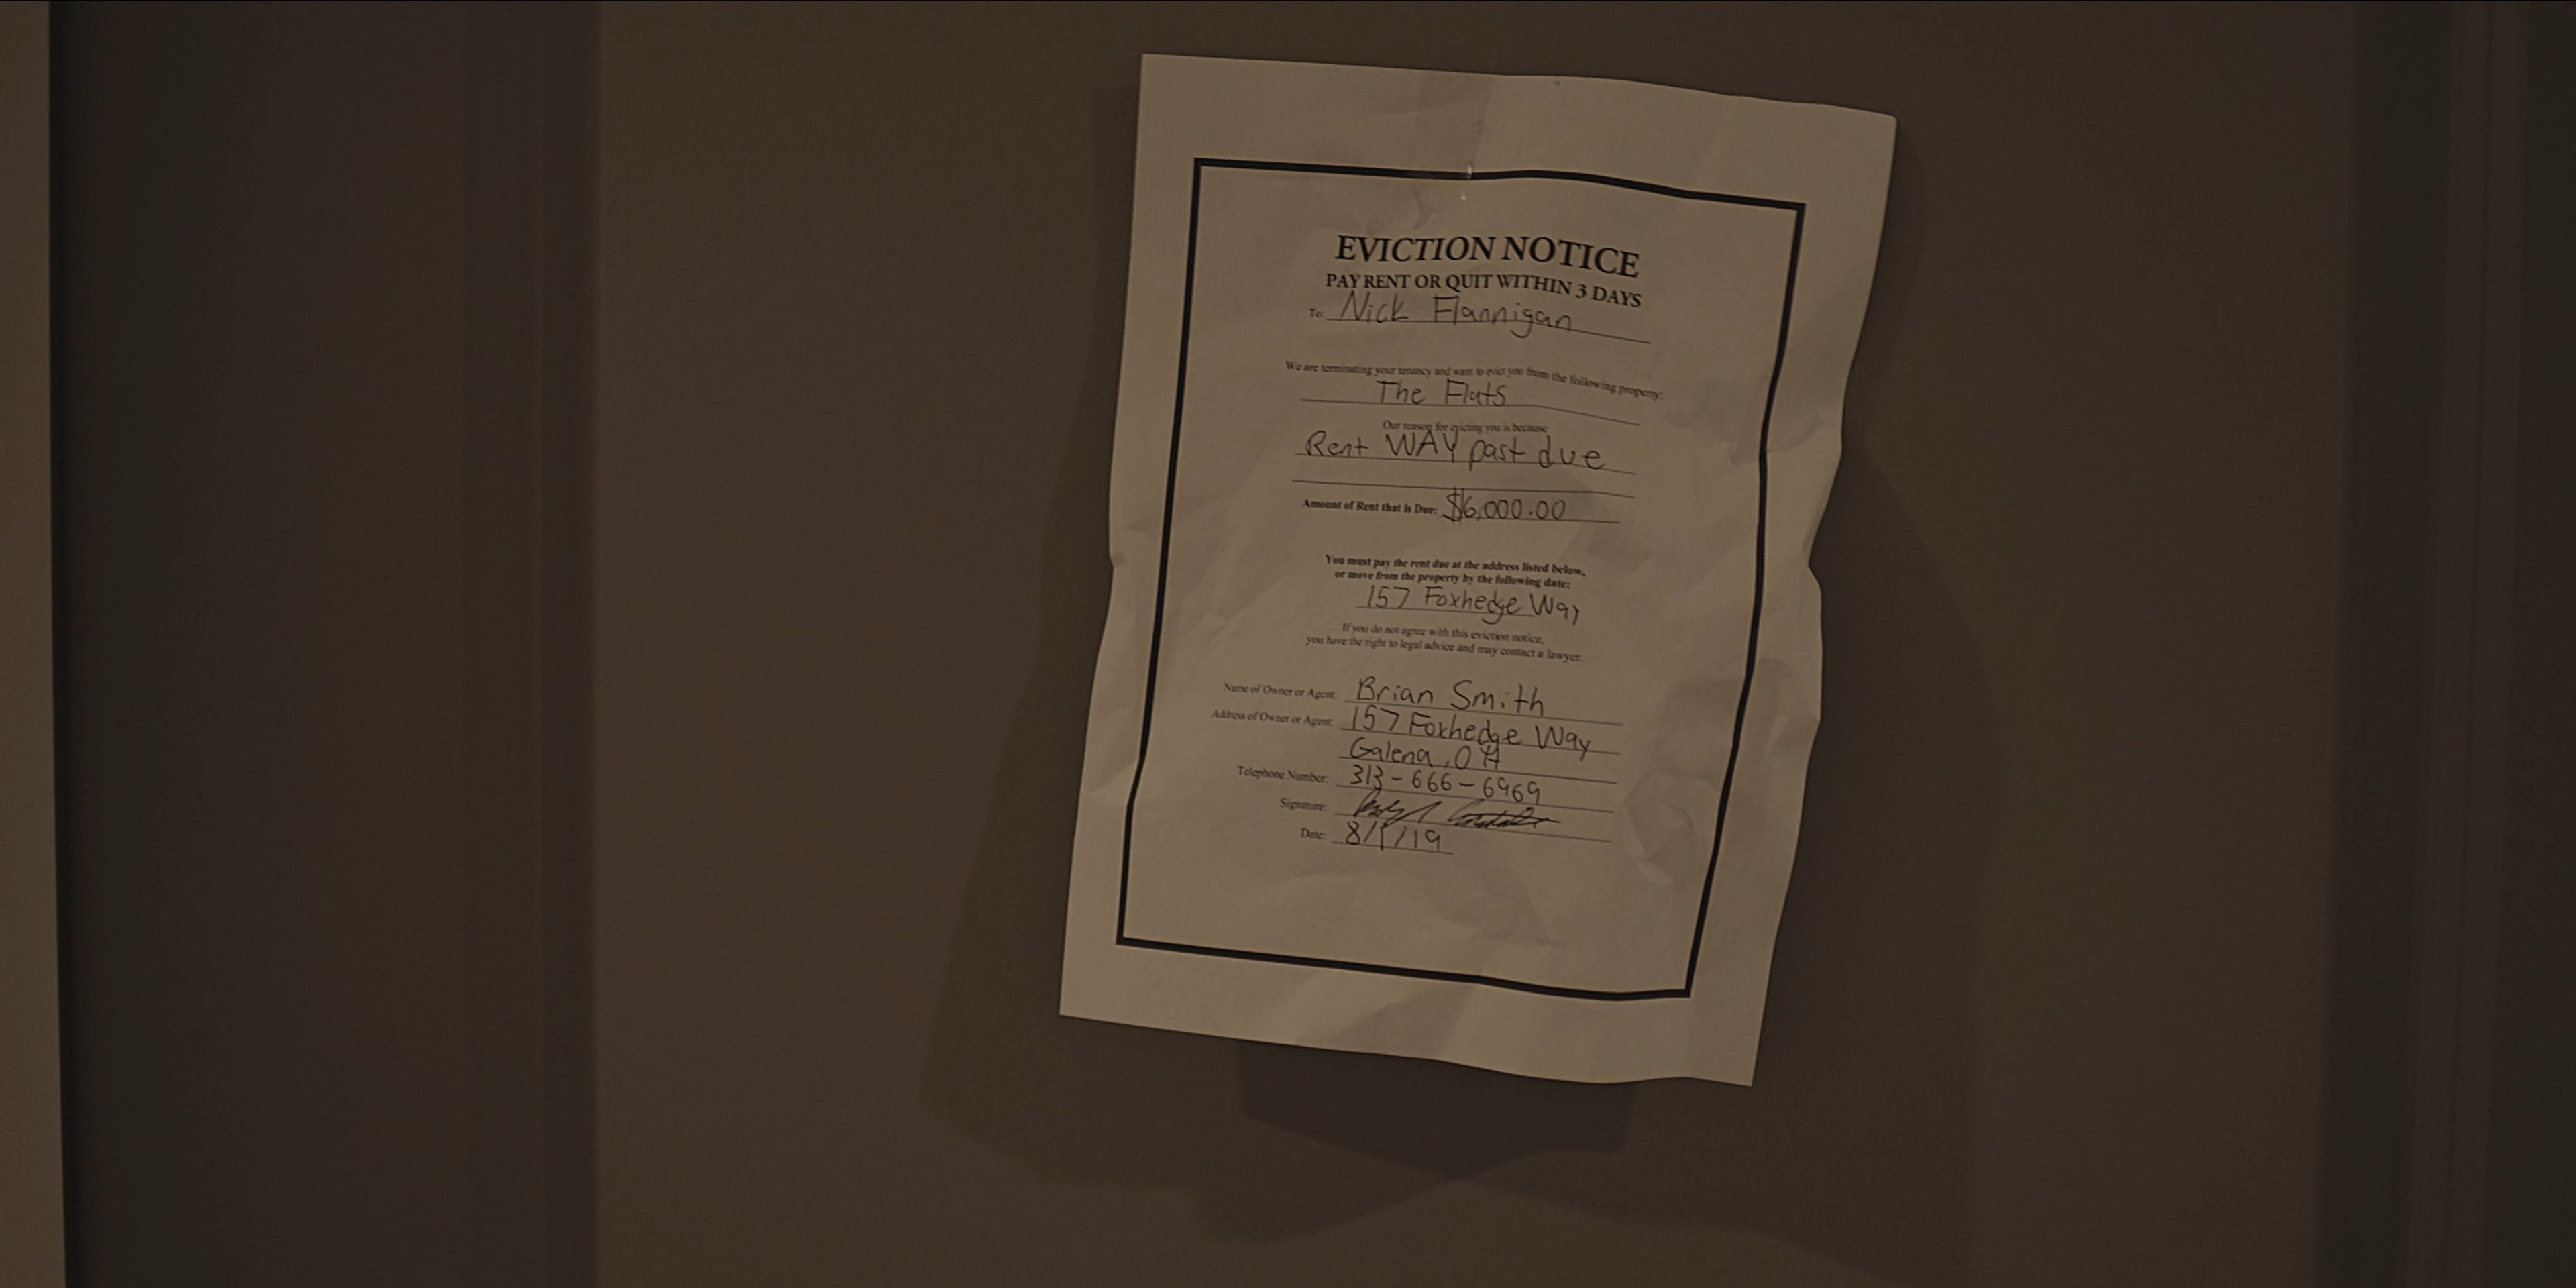 EVICTION NOTICE
PAY RENT OR QUIT WITHIN 3 DAYS
To: Nick Flannigan
We are terminating your tenancy and want to evict you from the following property:
The Flats
Our reason for evicting you is because
Rent WAY past due
Amount of Rent that is Due: $6,000.00
You must pay the rent due at the address listed below,
or move from the property by the following date:
157 Foxhedge Way
If you do not agree with this eviction notice,
you have the right to legal advice and may contact a lawyer.
Name of Owner or Agent: Brian Smith
Address of Owner or Agent: 157 Foxhedge Way
Galena, OH
Telephone Number: 313-666-6969
Signature:
Date: 8/1/19